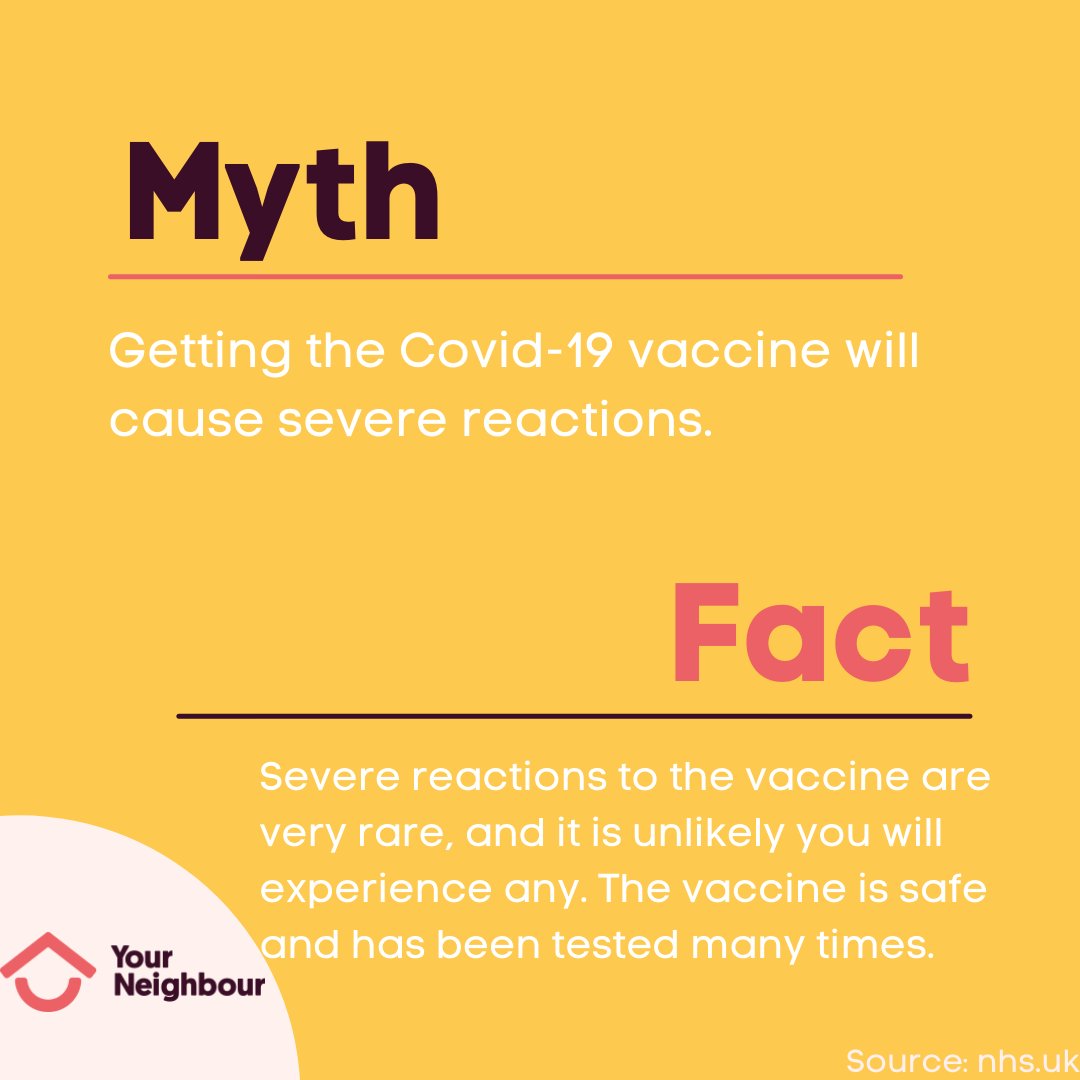 Myth
Getting the Covid-19 vaccine will
cause severe reactions.
Fact
Severe reactions to the vaccine are
very rare, and it is unlikely you will
experience any. The vaccine is safe
and has been tested many times.
Your
Neighbour
Source: nhs.uk